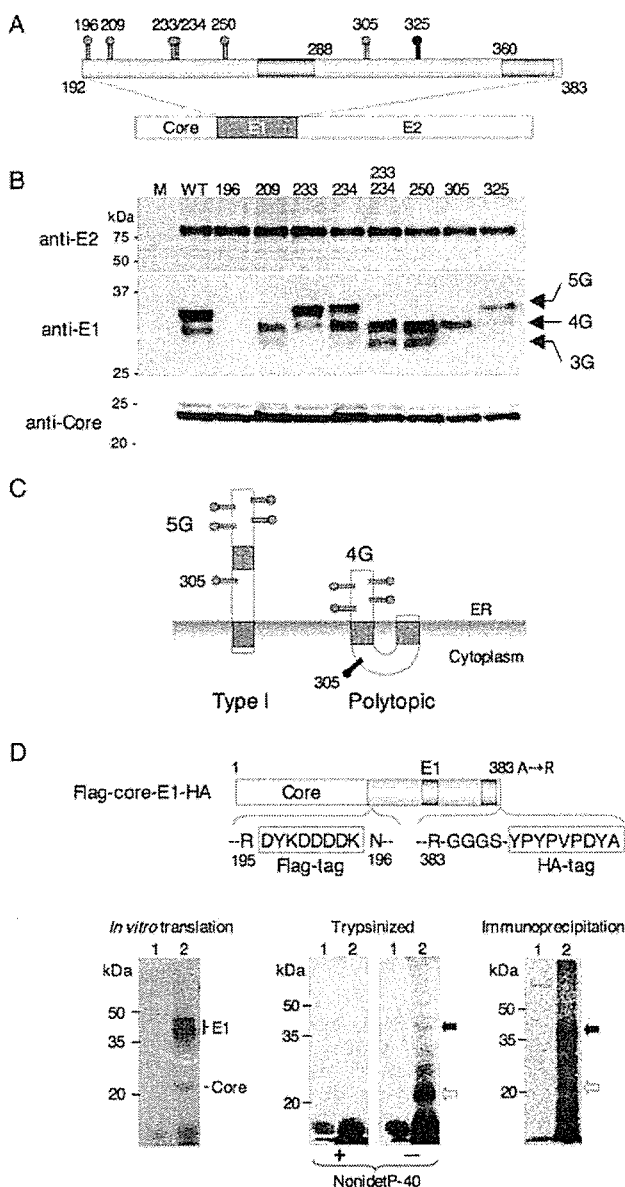 A
196 209 233/234 250 305 325
288 360
192 383
Core E1 E2
B
233
M WT 196 209 233 234 234 250 305 325
kDa
anti-E2
75 -
50 -
37 -
5G
anti-E1
4G
3G
25 -
25 -
anti-Core
20 -
C
5G
4G
305
ER
Cytoplasm
305
Type I Polytopic
D
1 E1 383 A→R
Flag-core-E1-HA Core
--R DYKDDDDK N-- --R-GGGS-YPYPVPDYA
195 Flag-tag 196 383 HA-tag
In vitro translation Trypsinized Immunoprecipitation
1 2 1 2 1 2 1 2
kDa kDa kDa
50 - 50 - 50 -
E1
35 - 35 - 35 -
Core
20 - 20 - 20 -
+ −
NonidetP-40